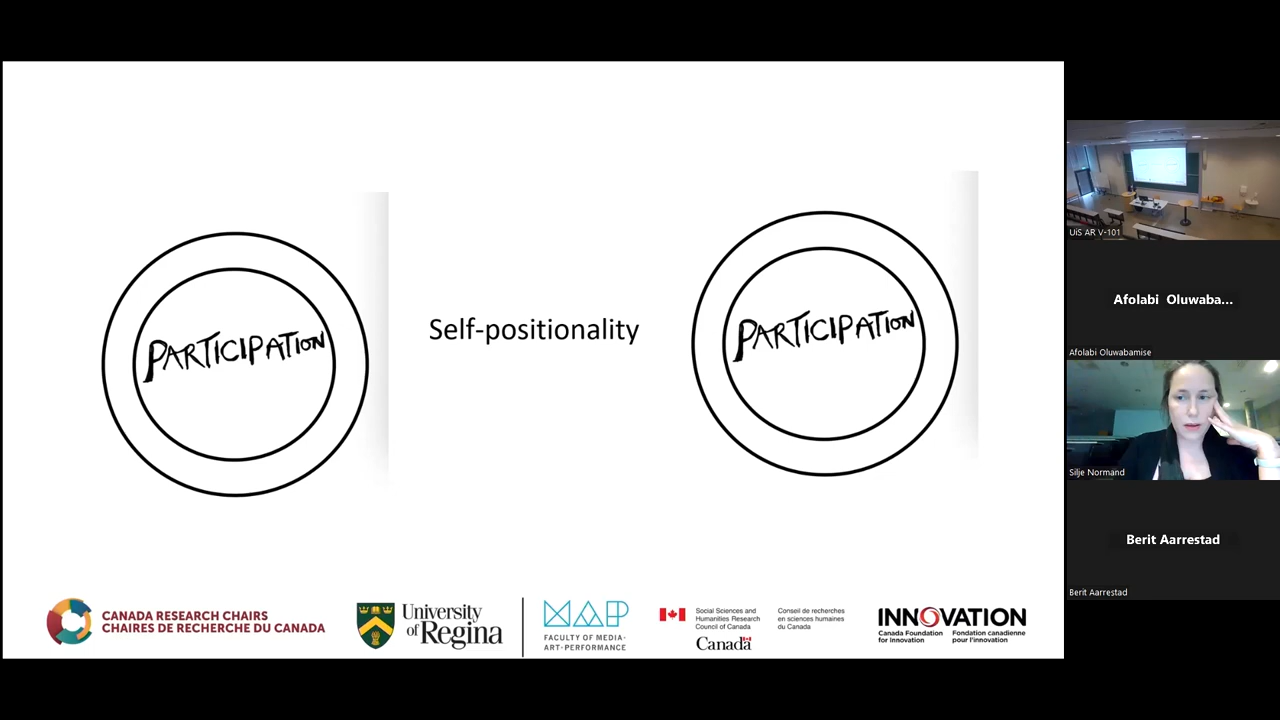 PARTICIPATION
Self-positionality
PARTICIPATION
CANADA RESEARCH CHAIRS
CHAIRES DE RECHERCHE DU CANADA
University
of Regina
MAP
FACULTY OF MEDIA+
ART+PERFORMANCE
Social Sciences and
Humanities Research
Council of Canada
Conseil de recherches
en sciences humaines
du Canada
Canada
INNOVATION
Canada Foundation
for Innovation
Fondation canadienne
pour l'innovation
UiS AR V-101
Afolabi Oluwaba...
Afolabi Oluwabamise
Silje Normand
Berit Aarrestad
Berit Aarrestad